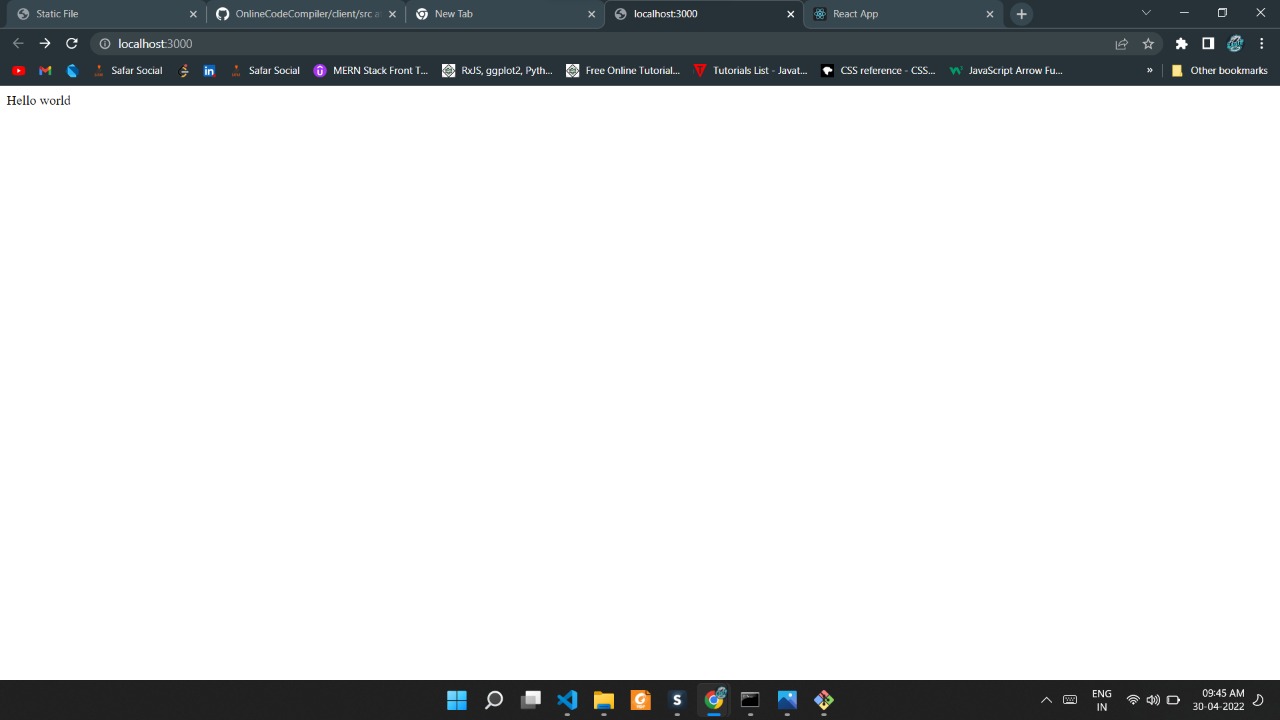 Static File
OnlineCodeCompiler/client/src a
New Tab
localhost:3000
React App
localhost:3000
Safar Social
Safar Social
MERN Stack Front T...
RxJS, ggplot2, Pyth...
Free Online Tutorial...
Tutorials List - Javat...
CSS reference - CSS...
JavaScript Arrow Fu...
»
Other bookmarks
Hello world
ENG
IN
09:45 AM
30-04-2022